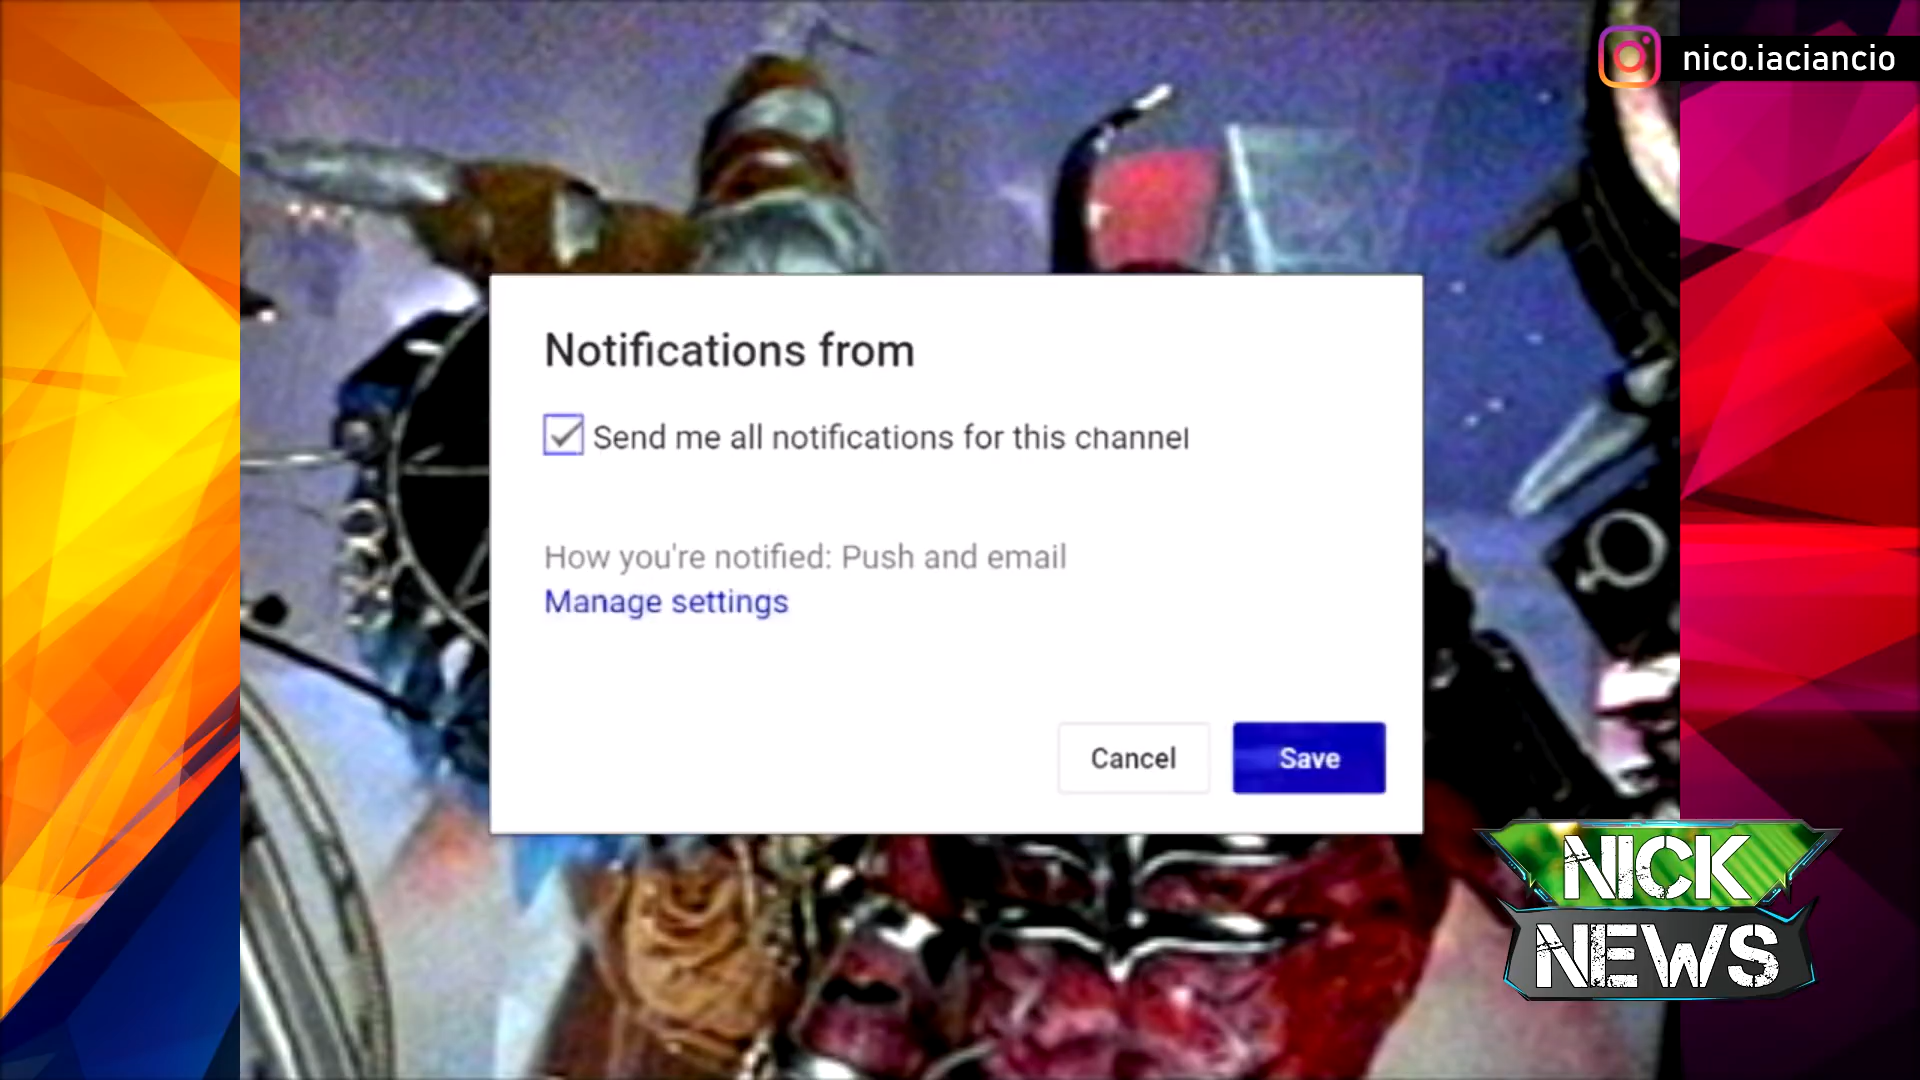 nico.iaciancio
Notifications from
Send me all notifications for this channel
How you're notified: Push and email
Manage settings
Cancel
Save
NICK
NEWS